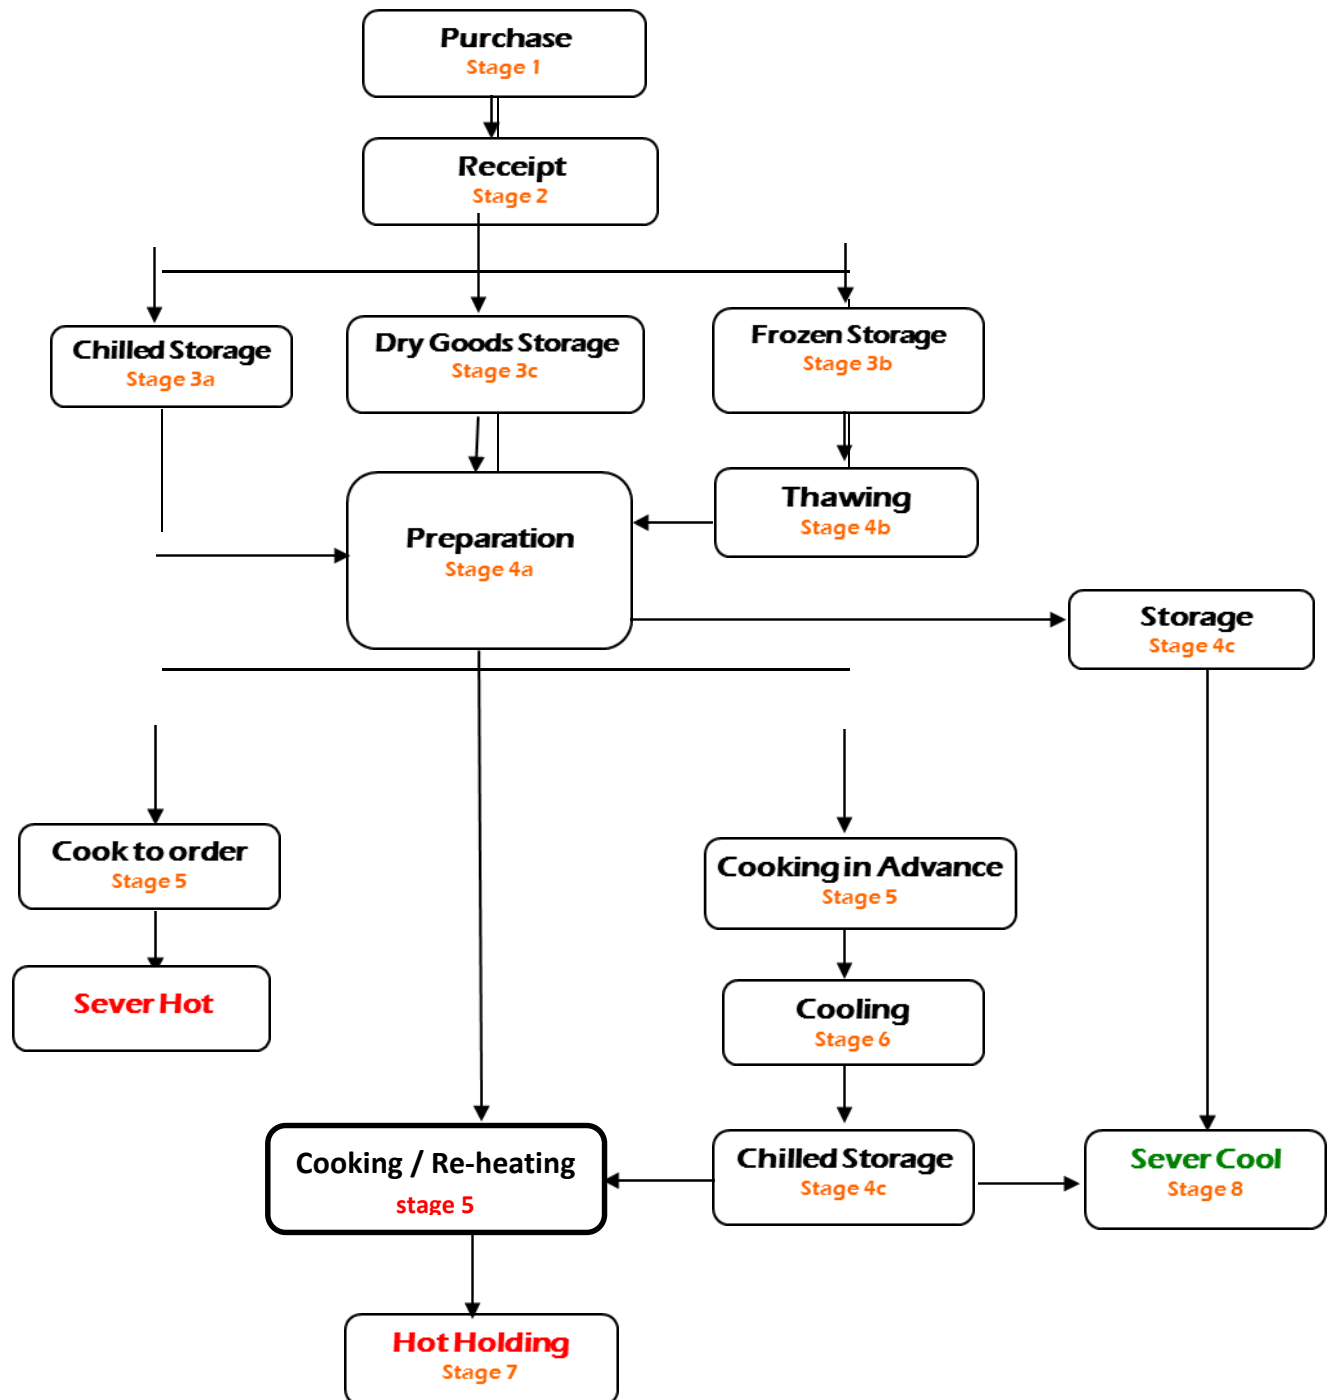 Purchase
Stage 1
Receipt
Stage 2
Chilled Storage
Stage 3a
Dry Goods Storage
Stage 3c
Frozen Storage
Stage 3b
Thawing
Stage 4b
Preparation
Stage 4a
Storage
Stage 4c
Cook to order
Stage 5
Cooking in Advance
Stage 5
Sever Hot
Cooling
Stage 6
Cooking / Re-heating
stage 5
Chilled Storage
Stage 4c
Sever Cool
Stage 8
Hot Holding
Stage 7